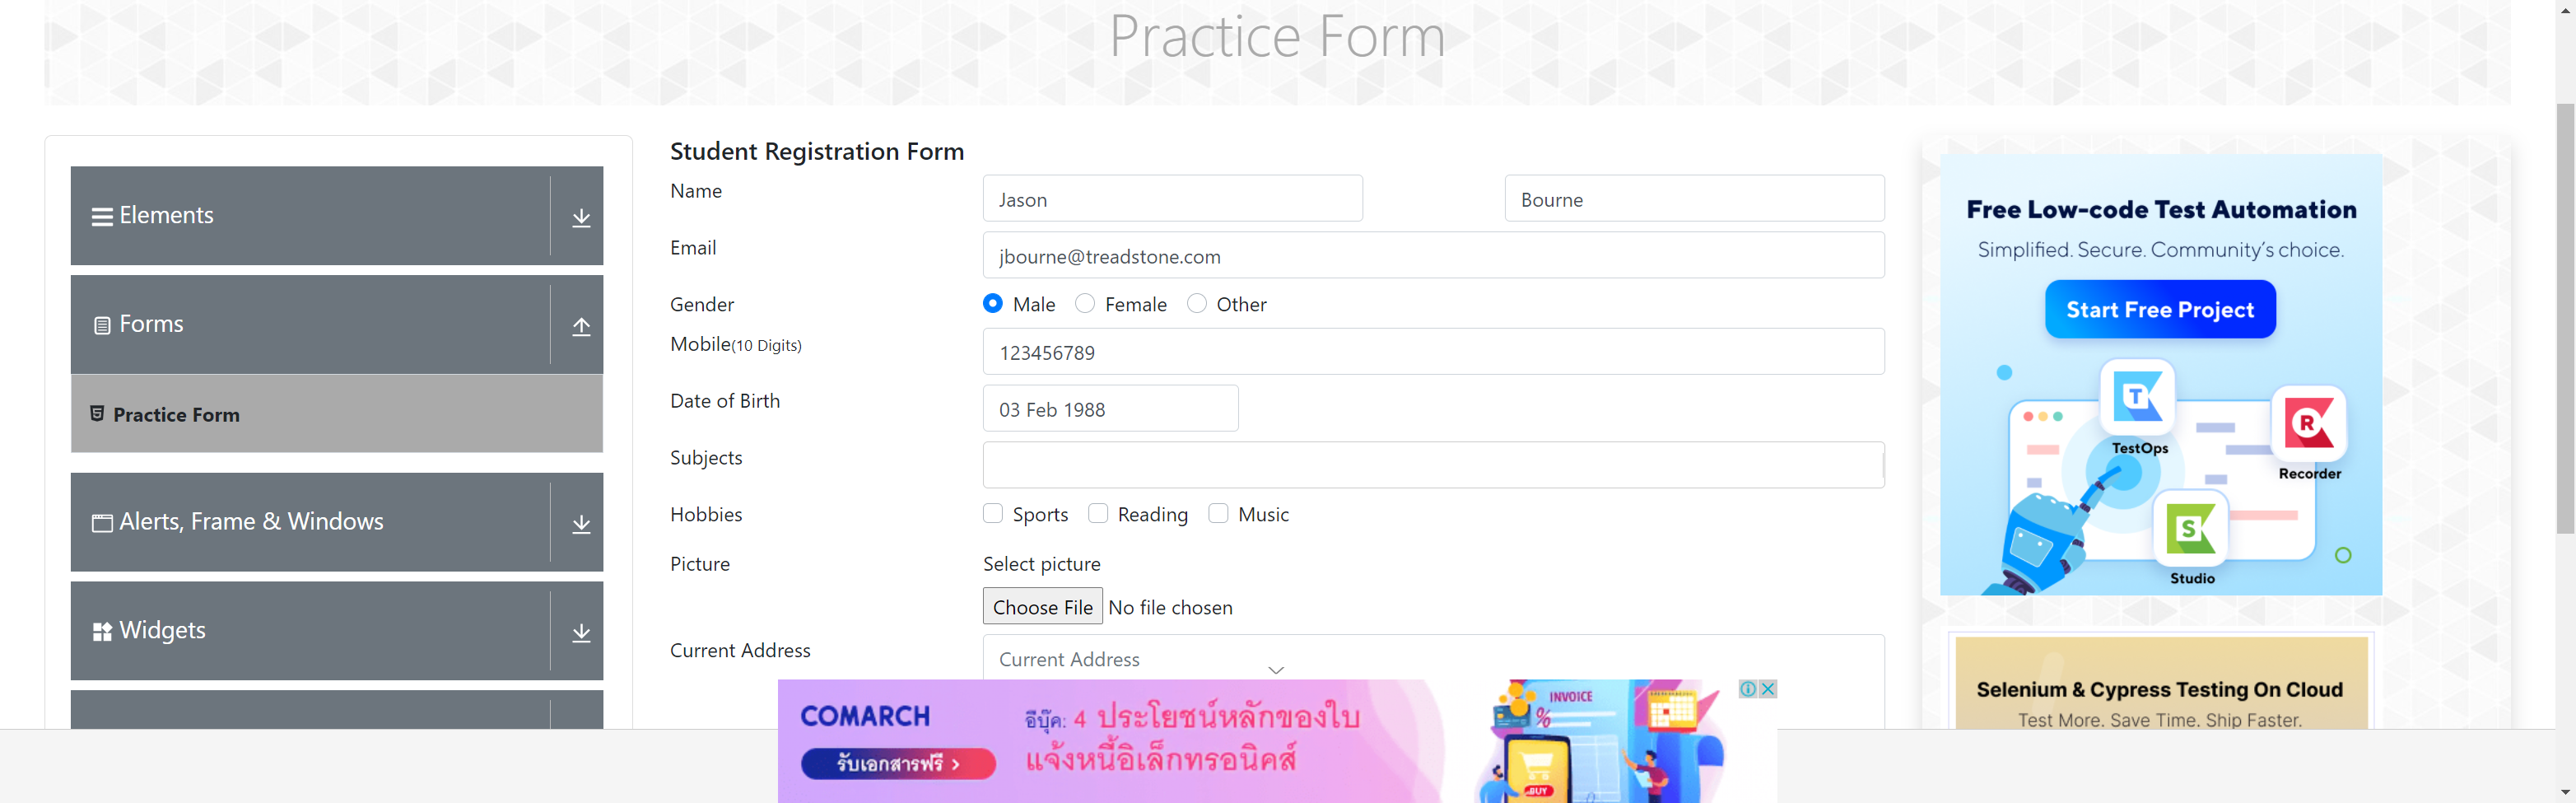 Practice Form
Elements
Forms
Practice Form
Alerts, Frame & Windows
Widgets
Student Registration Form
Name
Jason
Bourne
Email
jbourne@treadstone.com
Gender
Male
Female
Other
Mobile(10 Digits)
123456789
Date of Birth
03 Feb 1988
Subjects
Hobbies
Sports
Reading
Music
Picture
Select picture
Choose File No file chosen
Current Address
Current Address
Free Low-code Test Automation
Simplified. Secure. Community's choice.
Start Free Project
T
TestOps
R
Recorder
S
Studio
Selenium & Cypress Testing On Cloud
Test More. Save Time. Ship Faster.
COMARCH
รับเอกสารฟรี >
อีบุ๊ค: 4 ประโยชน์หลักของใบ
แจ้งหนี้อิเล็กทรอนิคส์
INVOICE
%
BUY